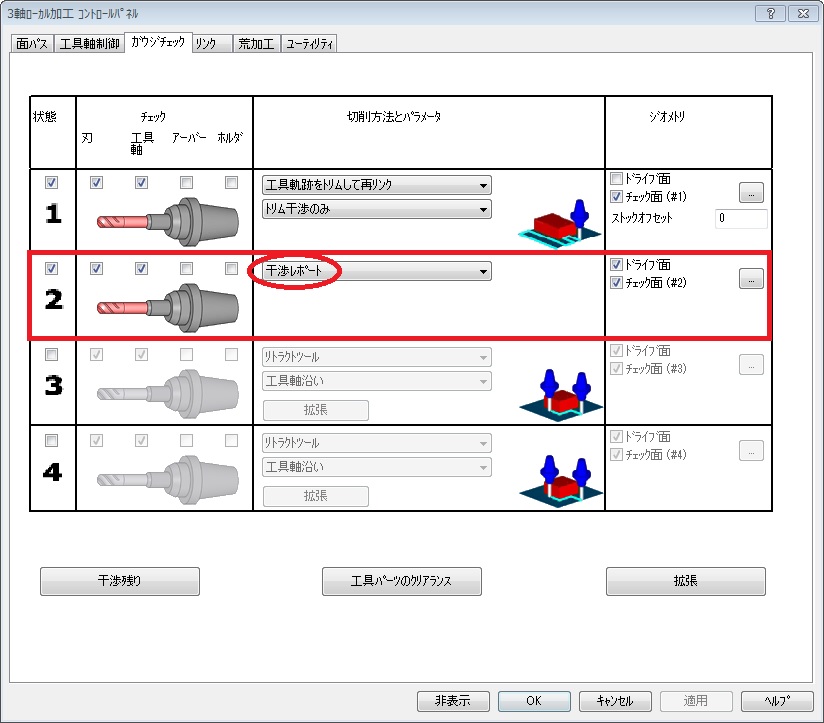 3軸ﾛｰｶﾙ加工 ｺﾝﾄﾛｰﾙﾊﾟﾈﾙ
面ﾊﾟｽ 工具軸制御 ｶﾞｳｼﾞﾁｪｯｸ ﾘﾝｸ 荒加工 ﾕｰﾃｨﾘﾃｨ
状態 ﾁｪｯｸ 切削方法とﾊﾟﾗﾒｰﾀ ｼﾞｵﾒﾄﾘ
刃 工具軸 ｱｰﾊﾞｰ ﾎﾙﾀﾞ
1 工具軌跡をﾄﾘﾑして再ﾘﾝｸ ﾄﾞﾗｲﾌﾞ面
ﾁｪｯｸ面 (#1) ...
ﾄﾘﾑ干渉のみ ｽﾄｯｸｵﾌｾｯﾄ 0
2 干渉ﾚﾎﾟｰﾄ ﾄﾞﾗｲﾌﾞ面
ﾁｪｯｸ面 (#2) ...
3 ﾘﾄﾗｸﾄﾂｰﾙ ﾄﾞﾗｲﾌﾞ面
工具軸沿い ﾁｪｯｸ面 (#3) ...
拡張
4 ﾘﾄﾗｸﾄﾂｰﾙ ﾄﾞﾗｲﾌﾞ面
工具軸沿い ﾁｪｯｸ面 (#4) ...
拡張
干渉残り 工具ﾊﾟｰﾂのｸﾘｱﾗﾝｽ 拡張
非表示 OK ｷｬﾝｾﾙ 適用 ﾍﾙﾌﾟ